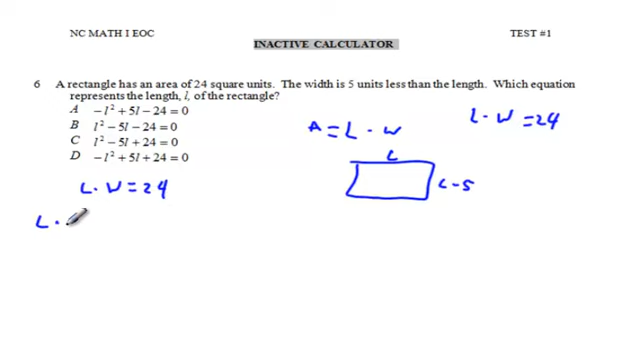 NC MATH I EOC
TEST #1
INACTIVE CALCULATOR
6 A rectangle has an area of 24 square units. The width is 5 units less than the length. Which equation
represents the length, l, of the rectangle?
A −l² + 5l − 24 = 0
B l² − 5l − 24 = 0
C l² − 5l + 24 = 0
D −l² + 5l + 24 = 0
A = L · W
L · W = 24
L
L - 5
L · W = 24
L ·